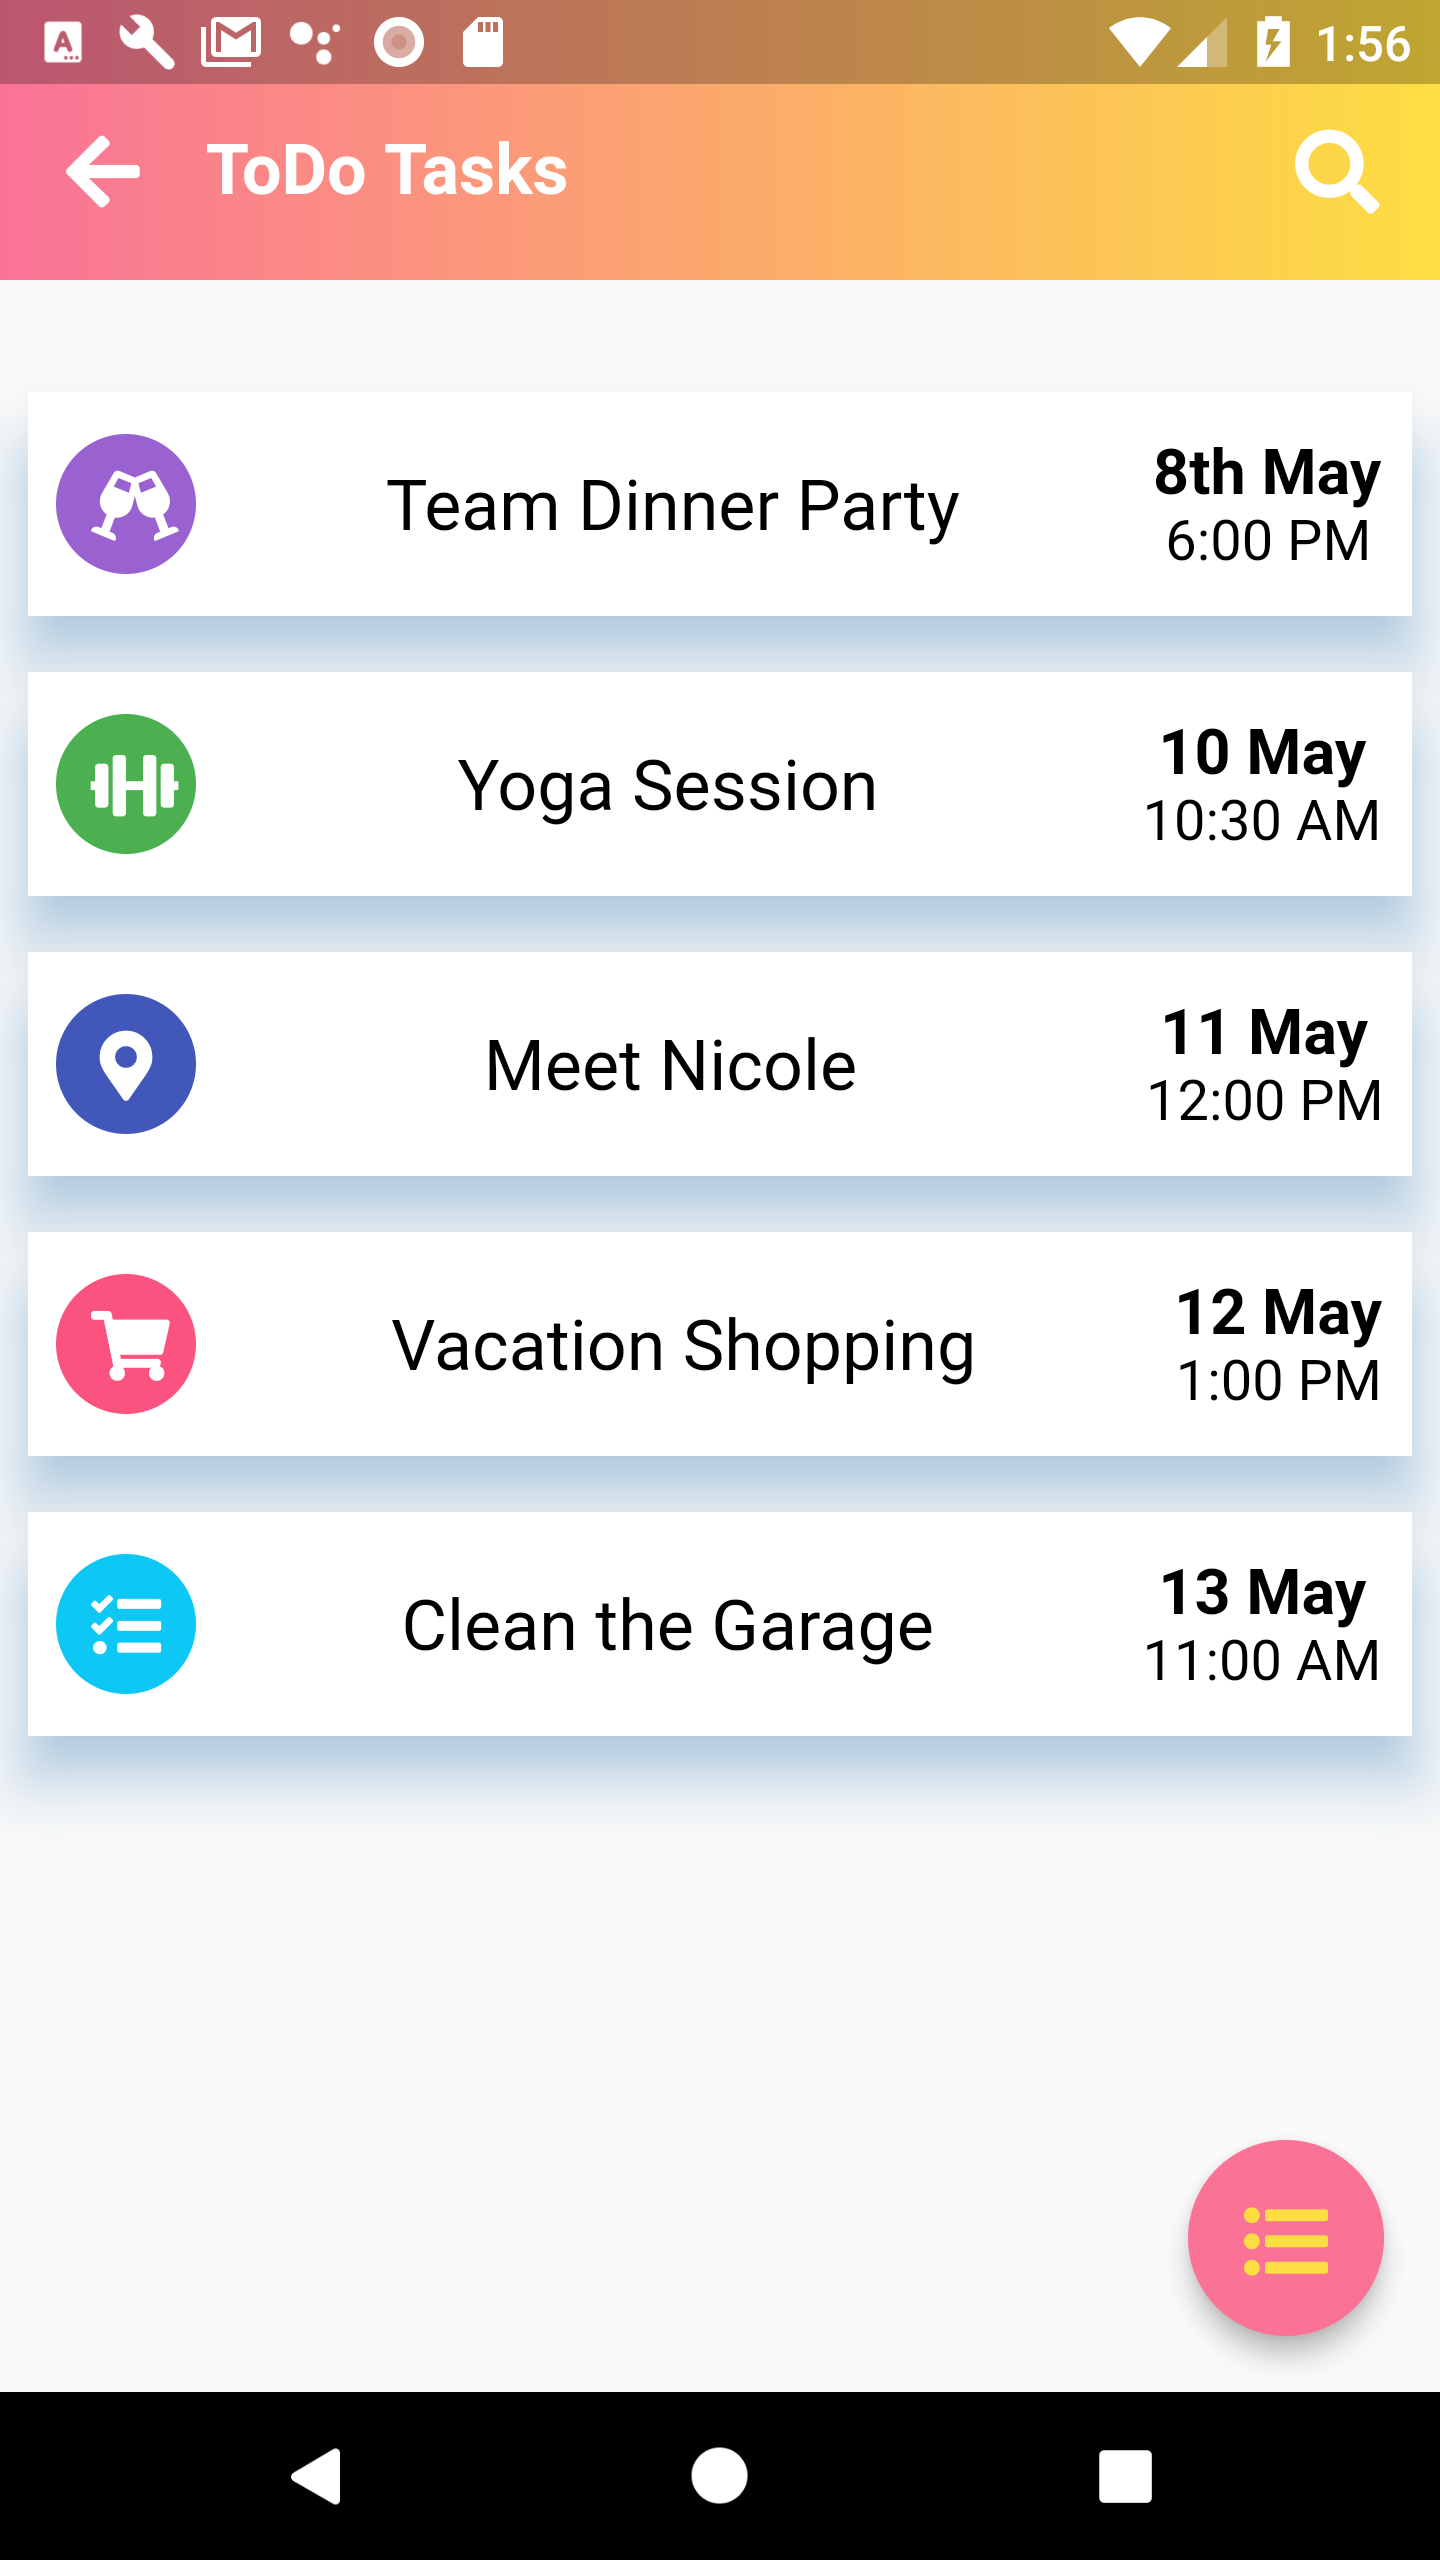 1:56
ToDo Tasks
Team Dinner Party
8th May
6:00 PM
Yoga Session
10 May
10:30 AM
Meet Nicole
11 May
12:00 PM
Vacation Shopping
12 May
1:00 PM
Clean the Garage
13 May
11:00 AM